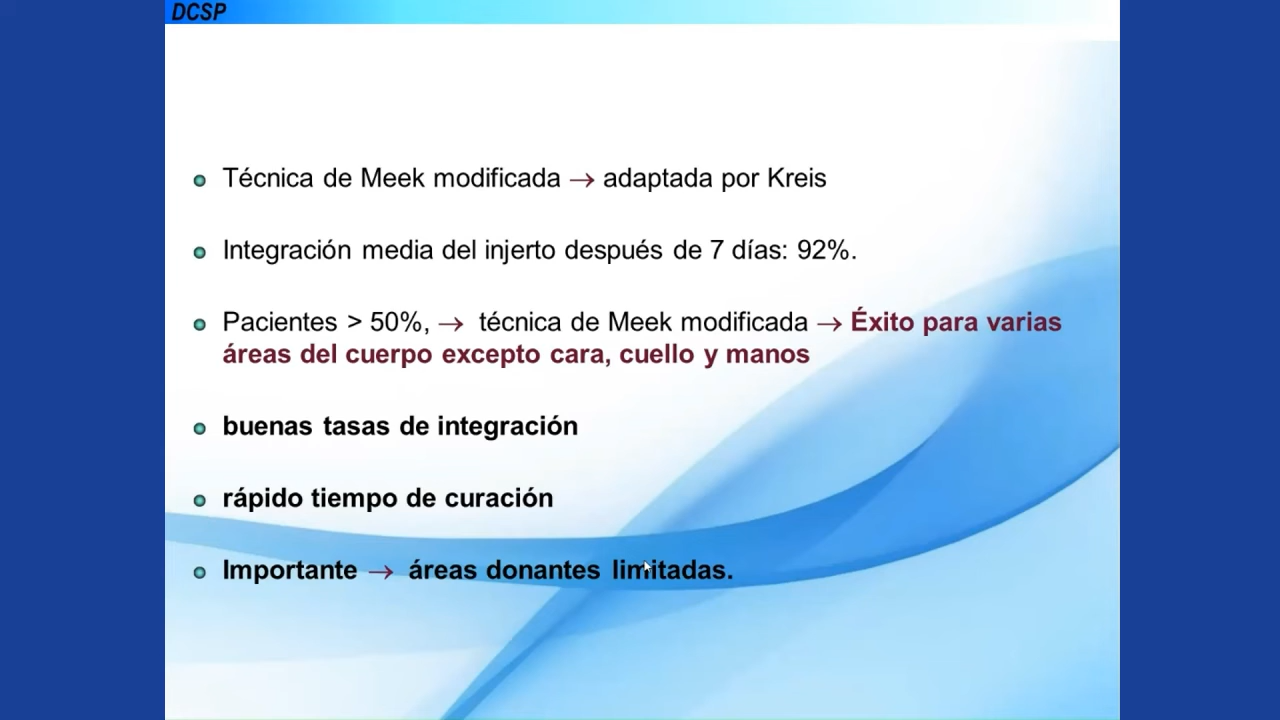 DCSP
Técnica de Meek modificada → adaptada por Kreis
Integración media del injerto después de 7 días: 92%.
Pacientes > 50%, → técnica de Meek modificada → Éxito para varias
áreas del cuerpo excepto cara, cuello y manos
buenas tasas de integración
rápido tiempo de curación
Importante → áreas donantes limitadas.